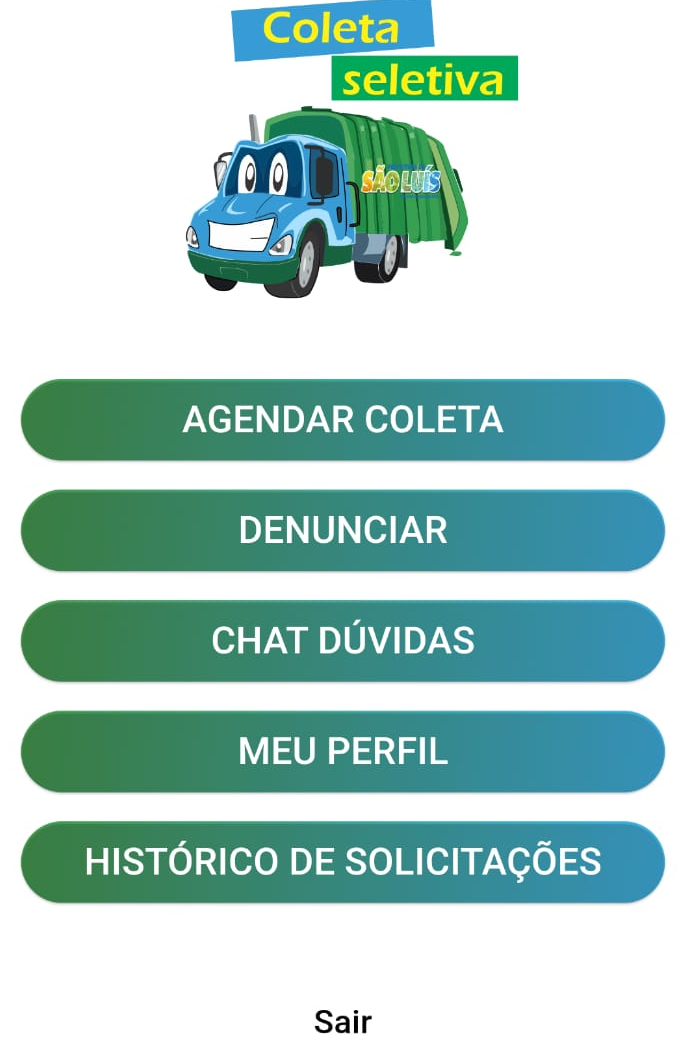 Coleta
seletiva
SÃO LUÍS
AGENDAR COLETA
DENUNCIAR
CHAT DÚVIDAS
MEU PERFIL
HISTÓRICO DE SOLICITAÇÕES
Sair